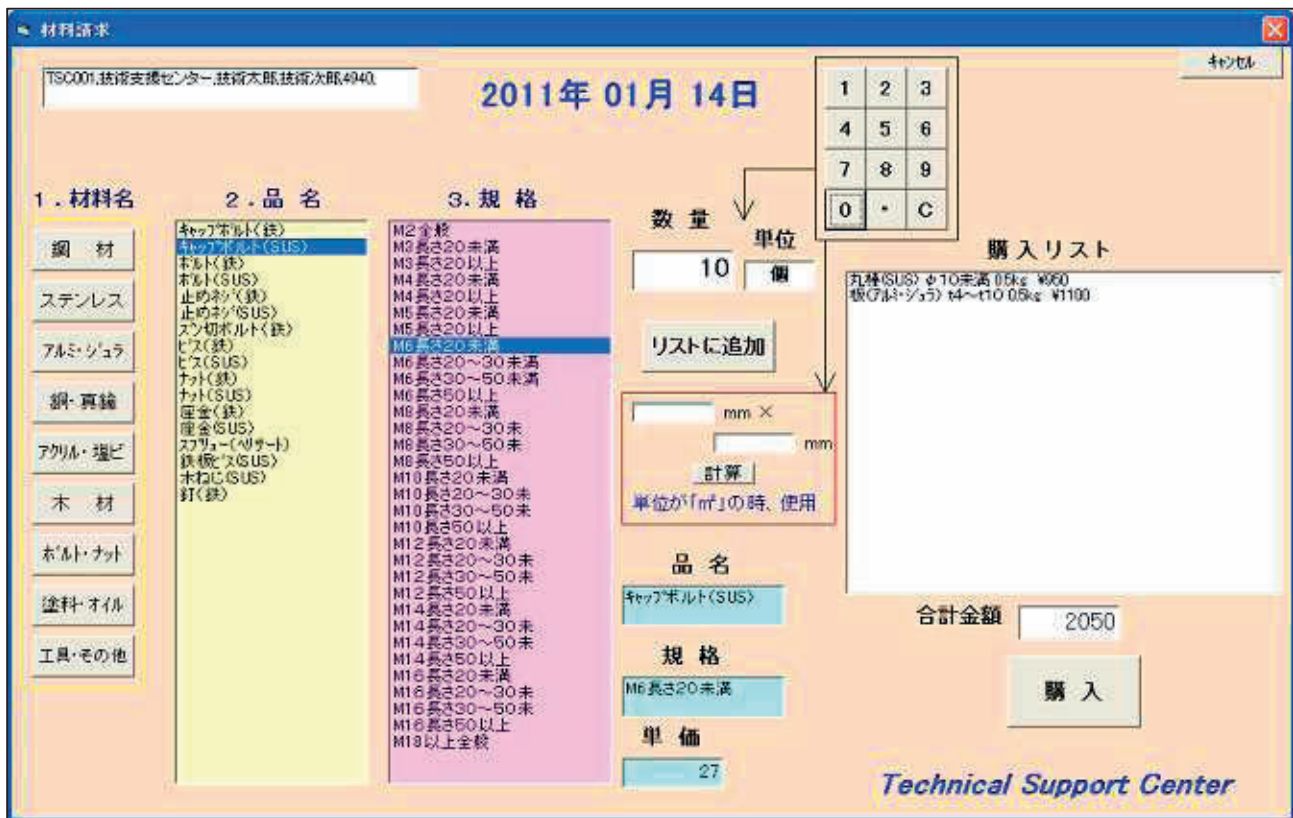 材料請求
キャンセル
TSC001,技術支援センター,技術太郎,技術次郎,4940,
2011年 01月 14日
1 2 3
4 5 6
7 8 9
0 ・ C
1．材料名
鋼 材
ステンレス
アルミ・ジュラ
銅・真鍮
アクリル・塩ビ
木 材
ボルト・ナット
塗料・オイル
工具・その他
2．品 名
キャップボルト(鉄)
キャップボルト(SUS)
ボルト(鉄)
ボルト(SUS)
止めネジ(鉄)
止めネジ(SUS)
ズン切ボルト(鉄)
ビス(鉄)
ビス(SUS)
ナット(鉄)
ナット(SUS)
座金(鉄)
座金(SUS)
スプリュー(ヘリサート)
鉄板ビス(SUS)
木ねじ(SUS)
釘(鉄)
3．規 格
M2全般
M3長さ20未満
M3長さ20以上
M4長さ20未満
M4長さ20以上
M5長さ20未満
M5長さ20以上
M6長さ20未満
M6長さ20～30未満
M6長さ30～50未満
M6長さ50以上
M8長さ20未満
M8長さ20～30未
M8長さ30～50未
M8長さ50以上
M10長さ20未満
M10長さ20～30未
M10長さ30～50未
M10長さ50以上
M12長さ20未満
M12長さ20～30未
M12長さ30～50未
M12長さ50以上
M14長さ20未満
M14長さ20～30未
M14長さ30～50未
M14長さ50以上
M16長さ20未満
M16長さ20～30未
M16長さ30～50未
M16長さ50以上
M18以上全般
数 量
単位
10
個
リストに追加
mm ×
mm
計算
単位が「㎡」の時、使用
品 名
キャップボルト(SUS)
規 格
M6長さ20未満
単 価
27
購入リスト
丸棒(SUS) φ10未満 0.5kg ¥950
板(アルミ・ジュラ) t4～t10 0.5kg ¥1100
合計金額
2050
購 入
Technical Support Center